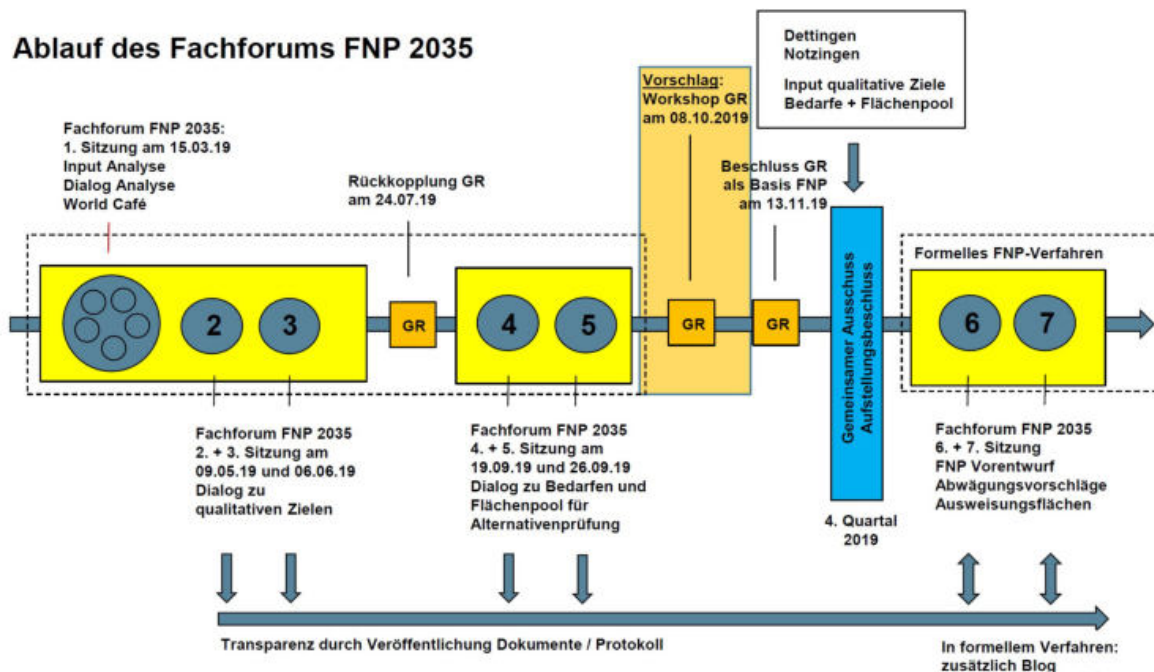 Ablauf des Fachforums FNP 2035
Dettingen
Notzingen
Input qualitative Ziele
Bedarfe + Flächenpool
Vorschlag:
Workshop GR
am 08.10.2019
Fachforum FNP 2035:
1. Sitzung am 15.03.19
Input Analyse
Dialog Analyse
World Café
Rückkopplung GR
am 24.07.19
Beschluss GR
als Basis FNP
am 13.11.19
Formelles FNP-Verfahren
2
3
GR
4
5
GR
GR
Gemeinsamer Ausschuss
Aufstellungsbeschluss
6
7
Fachforum FNP 2035
2. + 3. Sitzung am
09.05.19 und 06.06.19
Dialog zu
qualitativen Zielen
Fachforum FNP 2035
4. + 5. Sitzung am
19.09.19 und 26.09.19
Dialog zu Bedarfen und
Flächenpool für
Alternativenprüfung
4. Quartal
2019
Fachforum FNP 2035
6. + 7. Sitzung
FNP Vorentwurf
Abwägungsvorschläge
Ausweisungsflächen
Transparenz durch Veröffentlichung Dokumente / Protokoll
In formellem Verfahren:
zusätzlich Blog